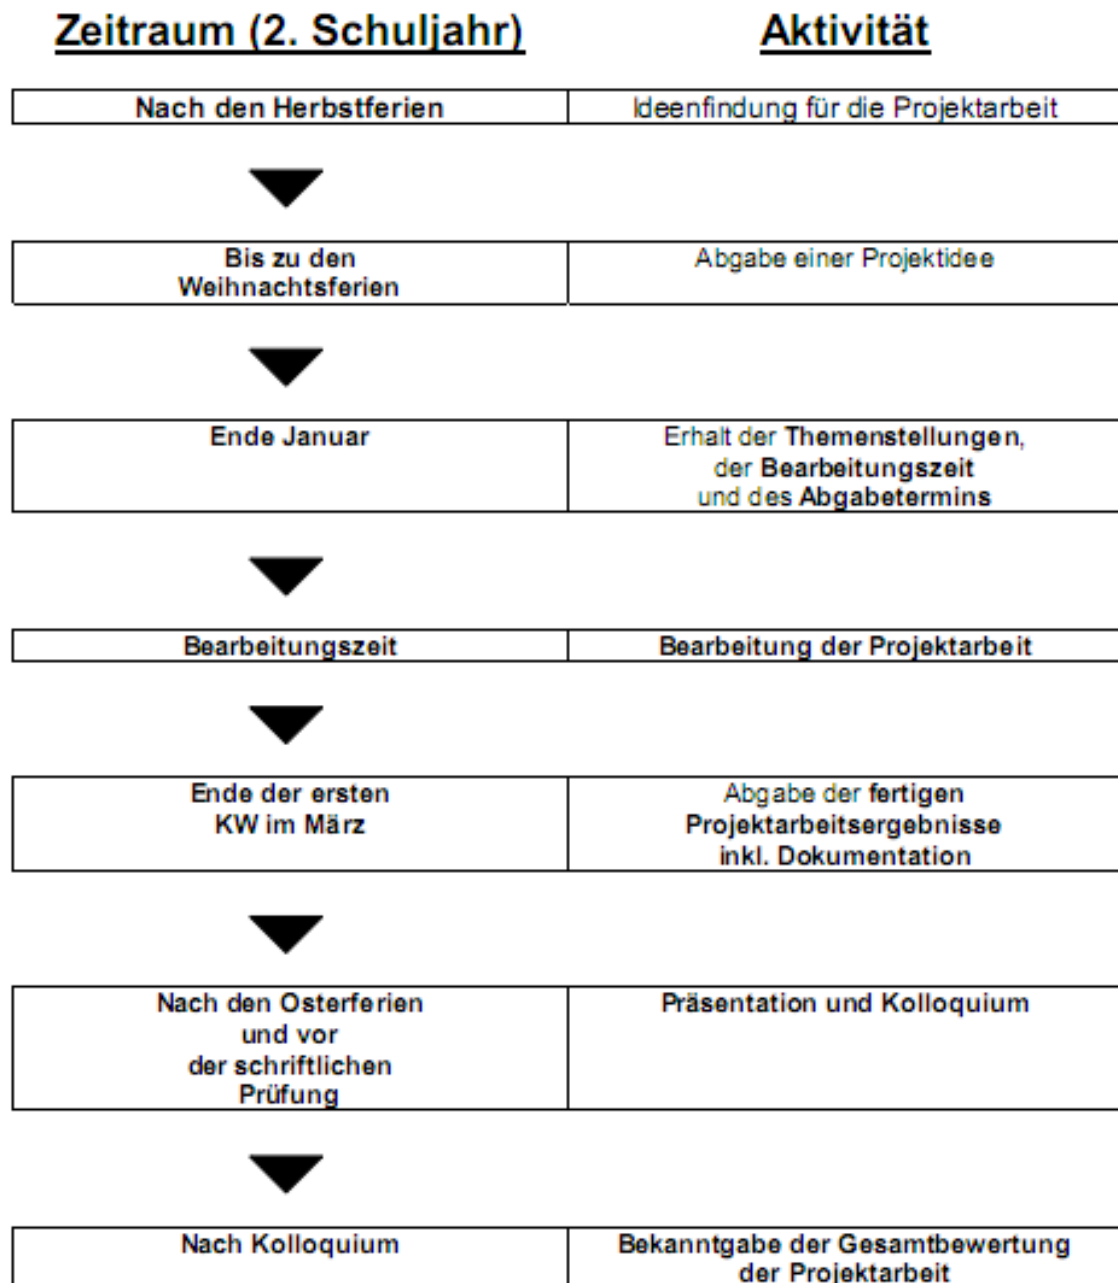 Zeitraum (2. Schuljahr) Aktivität
Nach den Herbstferien Ideenfindung für die Projektarbeit
Bis zu den
Weihnachtsferien
Abgabe einer Projektidee
Ende Januar
Erhalt der Themenstellungen,
der Bearbeitungszeit
und des Abgabetermins
Bearbeitungszeit Bearbeitung der Projektarbeit
Ende der ersten
KW im März
Abgabe der fertigen
Projektarbeitsergebnisse
inkl. Dokumentation
Nach den Osterferien
und vor
der schriftlichen
Prüfung
Präsentation und Kolloquium
Nach Kolloquium
Bekanntgabe der Gesamtbewertung
der Projektarbeit